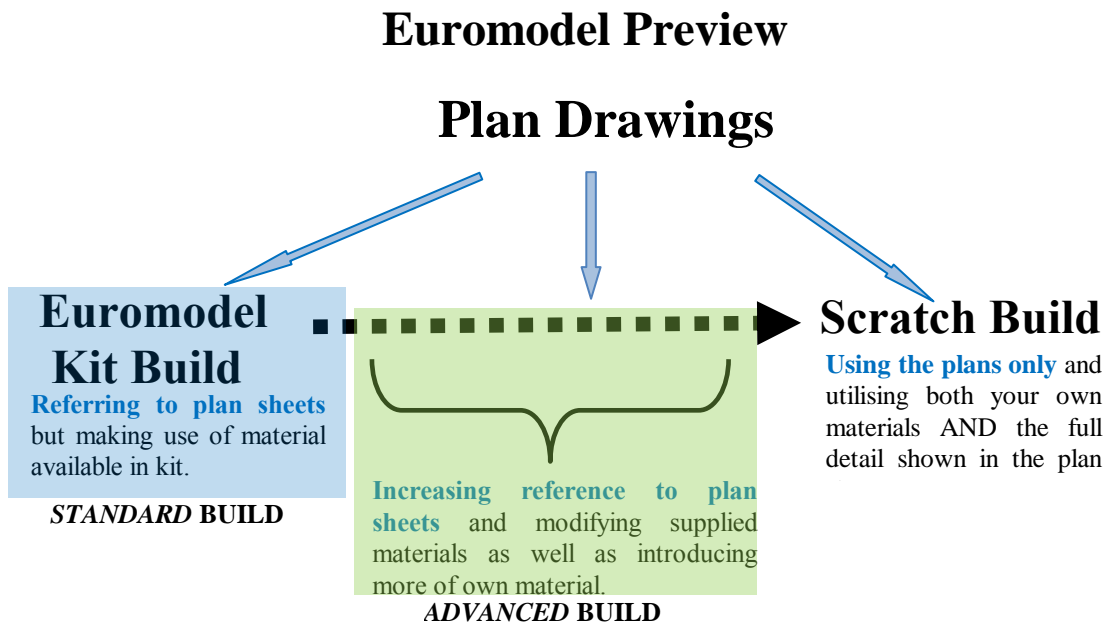 Euromodel Preview
Plan Drawings
Euromodel
Kit Build
Referring to plan sheets
but making use of material
available in kit.
STANDARD BUILD
Increasing reference to plan
sheets and modifying supplied
materials as well as introducing
more of own material.
ADVANCED BUILD
Scratch Build
Using the plans only and
utilising both your own
materials AND the full
detail shown in the plan